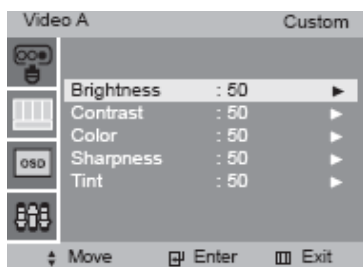 Video A Custom
Brightness : 50 ►
Contrast : 50 ►
Color : 50 ►
Sharpness : 50 ►
Tint : 50 ►
OSD
Move Enter Exit